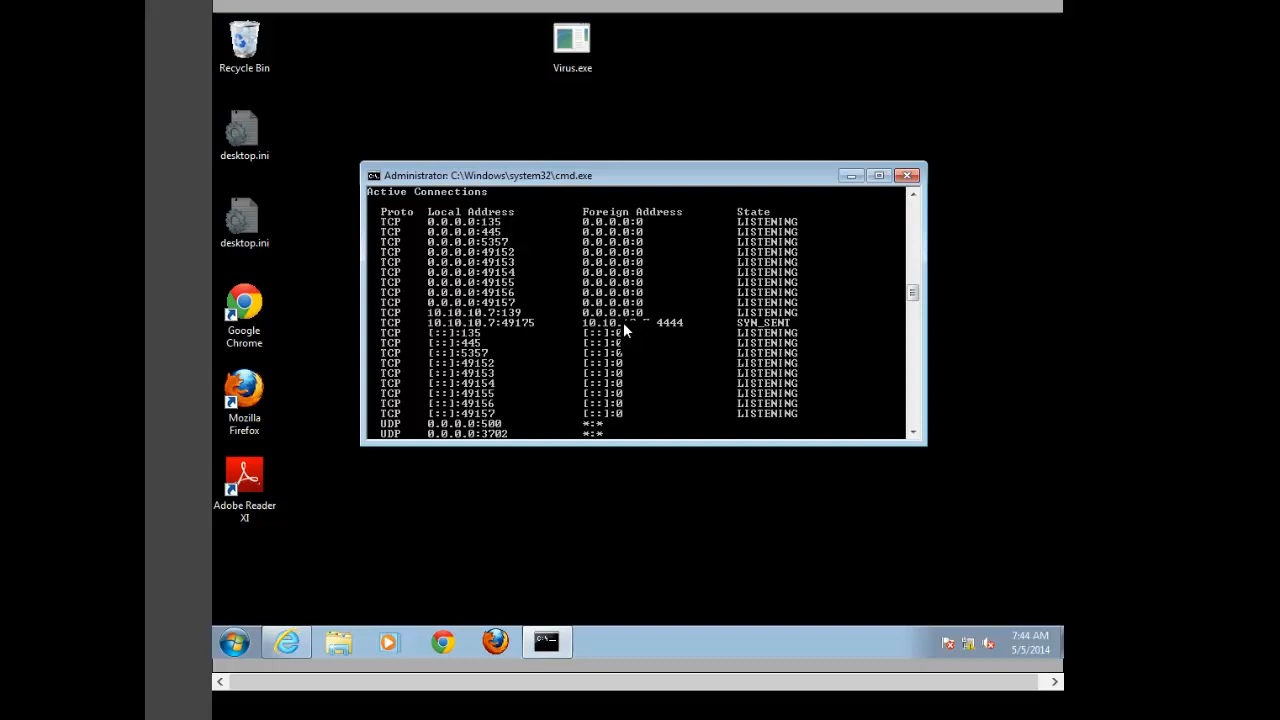 Recycle Bin
Virus.exe
desktop.ini
desktop.ini
Google
Chrome
Mozilla
Firefox
Adobe Reader
XI
Administrator: C:\Windows\system32\cmd.exe
Active Connections
Proto Local Address Foreign Address State
TCP 0.0.0.0:135 0.0.0.0:0 LISTENING
TCP 0.0.0.0:445 0.0.0.0:0 LISTENING
TCP 0.0.0.0:5357 0.0.0.0:0 LISTENING
TCP 0.0.0.0:49152 0.0.0.0:0 LISTENING
TCP 0.0.0.0:49153 0.0.0.0:0 LISTENING
TCP 0.0.0.0:49154 0.0.0.0:0 LISTENING
TCP 0.0.0.0:49155 0.0.0.0:0 LISTENING
TCP 0.0.0.0:49156 0.0.0.0:0 LISTENING
TCP 0.0.0.0:49157 0.0.0.0:0 LISTENING
TCP 10.10.10.7:139 0.0.0.0:0 LISTENING
TCP 10.10.10.7:49175 10.10. 4444 SYN_SENT
TCP [::]:135 [::]:0 LISTENING
TCP [::]:445 [::]:0 LISTENING
TCP [::]:5357 [::]:0 LISTENING
TCP [::]:49152 [::]:0 LISTENING
TCP [::]:49153 [::]:0 LISTENING
TCP [::]:49154 [::]:0 LISTENING
TCP [::]:49155 [::]:0 LISTENING
TCP [::]:49156 [::]:0 LISTENING
TCP [::]:49157 [::]:0 LISTENING
UDP 0.0.0.0:500 *:*
UDP 0.0.0.0:3702 *:*
7:44 AM
5/5/2014